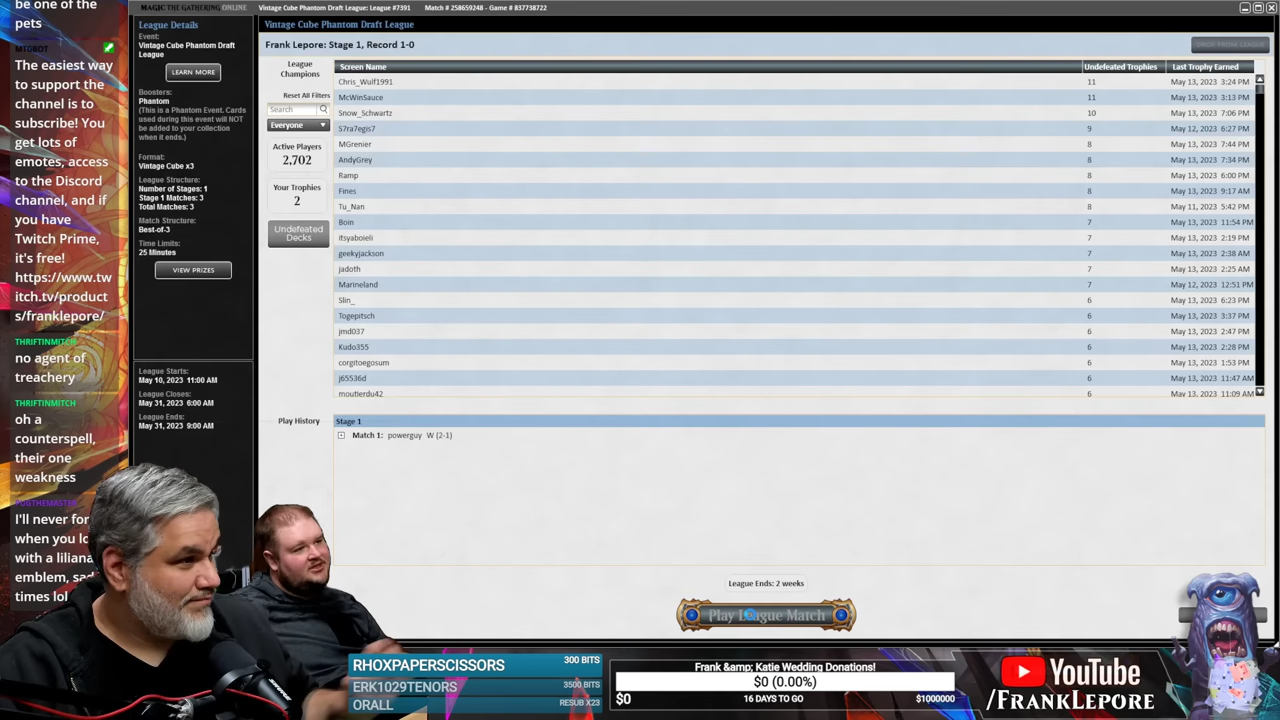 be one of the
pets
MTGBOT
The easiest way
to support the
channel is to
subscribe! You
get lots of
emotes, access
to the Discord
channel, and if
you have
Twitch Prime,
it's free!
https://www.tw
itch.tv/product
s/franklepore/
THRIFTINMITCH
no agent of
treachery
THRIFTINMITCH
oh a
counterspell,
their one
weakness
I'll never for
when you lo
with a liliana
emblem, sad
times lol
MAGIC THE GATHERING ONLINE
Vintage Cube Phantom Draft League: League #7391 Match # 258659248 - Game # 837738722
League Details
Event:
Vintage Cube Phantom Draft
League
LEARN MORE
Boosters:
Phantom
(This is a Phantom Event. Cards
used during this event will NOT
be added to your collection
when it ends.)
Format:
Vintage Cube x3
League Structure:
Number of Stages: 1
Stage 1 Matches: 3
Total Matches: 3
Match Structure:
Best-of-3
Time Limits:
25 Minutes
VIEW PRIZES
League Starts:
May 10, 2023 11:00 AM
League Closes:
May 31, 2023 6:00 AM
League Ends:
May 31, 2023 9:00 AM
Vintage Cube Phantom Draft League
Frank Lepore: Stage 1, Record 1-0
DROP FROM LEAGUE
League
Champions
Reset All Filters
Search
Everyone
Active Players
2,702
Your Trophies
2
Undefeated
Decks
Screen Name Undefeated Trophies Last Trophy Earned
Chris_Wulf1991 11 May 13, 2023 3:24 PM
McWinSauce 11 May 13, 2023 3:13 PM
Snow_Schwartz 10 May 13, 2023 7:06 PM
S7ra7egis7 9 May 12, 2023 6:27 PM
MGrenier 8 May 13, 2023 7:44 PM
AndyGrey 8 May 13, 2023 7:34 PM
Ramp 8 May 13, 2023 6:00 PM
Fines 8 May 13, 2023 9:17 AM
Tu_Nan 8 May 11, 2023 5:42 PM
Boin 7 May 13, 2023 11:54 PM
itsyaboieli 7 May 13, 2023 2:19 PM
geekyjackson 7 May 13, 2023 2:38 AM
jadoth 7 May 13, 2023 2:25 AM
Marineland 7 May 12, 2023 12:51 PM
Slin_ 6 May 13, 2023 6:23 PM
Togepitsch 6 May 13, 2023 3:37 PM
jmd037 6 May 13, 2023 2:47 PM
Kudo355 6 May 13, 2023 2:28 PM
corgitoegosum 6 May 13, 2023 1:53 PM
j65536d 6 May 13, 2023 11:47 AM
moutierdu42 6 May 13, 2023 11:09 AM
Play History
Stage 1
Match 1: powerguy W (2-1)
League Ends: 2 weeks
Play League Match
RHOXPAPERSCISSORS 300 BITS
ERK1029TENORS 3500 BITS
ORALL RESUB X23
Frank &amp; Katie Wedding Donations!
$0 (0.00%)
$0 16 DAYS TO GO $1000000
YouTube
/FRANKLEPORE